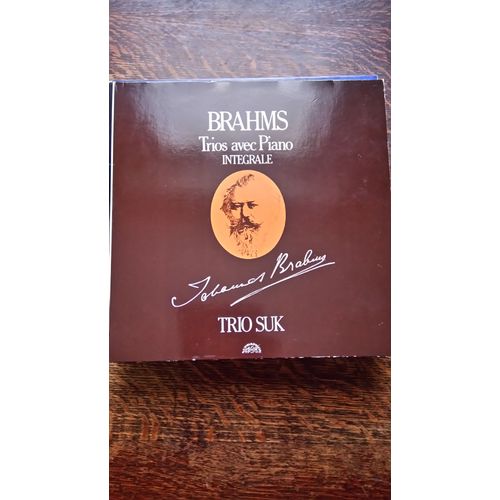 BRAHMS
Trios avec Piano
INTEGRALE
Johannes Brahms
TRIO SUK